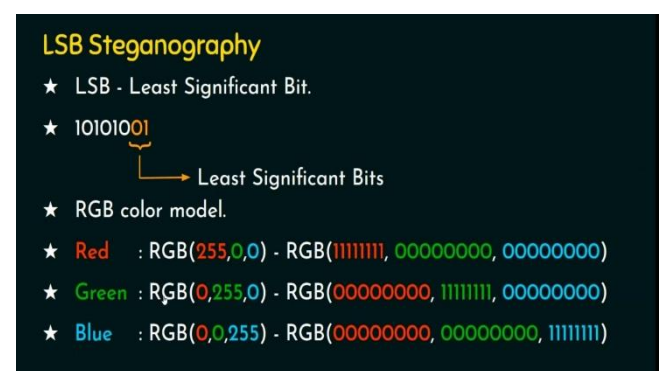 LSB Steganography
★ LSB - Least Significant Bit.
★ 10101001
Least Significant Bits
★ RGB color model.
★ Red : RGB(255,0,0) - RGB(11111111, 00000000, 00000000)
★ Green : RGB(0,255,0) - RGB(00000000, 11111111, 00000000)
★ Blue : RGB(0,0,255) - RGB(00000000, 00000000, 11111111)